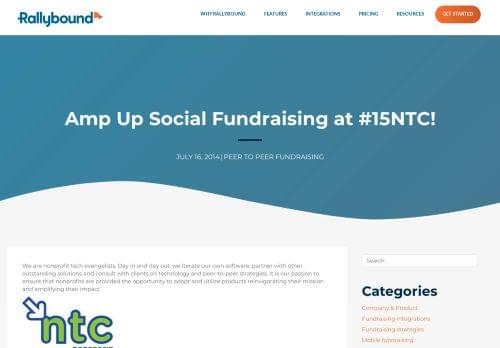 Rallybound
WHY RALLYBOUND
FEATURES
INTEGRATIONS
PRICING
RESOURCES
GET STARTED
Amp Up Social Fundraising at #15NTC!
JULY 16, 2014 | PEER TO PEER FUNDRAISING
We are nonprofit tech evangelists. Day in and day out, we iterate our own software, partner with other
outstanding solutions and consult with clients on technology and peer-to-peer strategies. It is our passion to
ensure that nonprofits are provided the opportunity to adopt and utilize products reinvigorating their mission
and simplifying their impact.
ntc
Search
Categories
Company & Product
Fundraising integrations
Fundraising strategies
Mobile fundraising